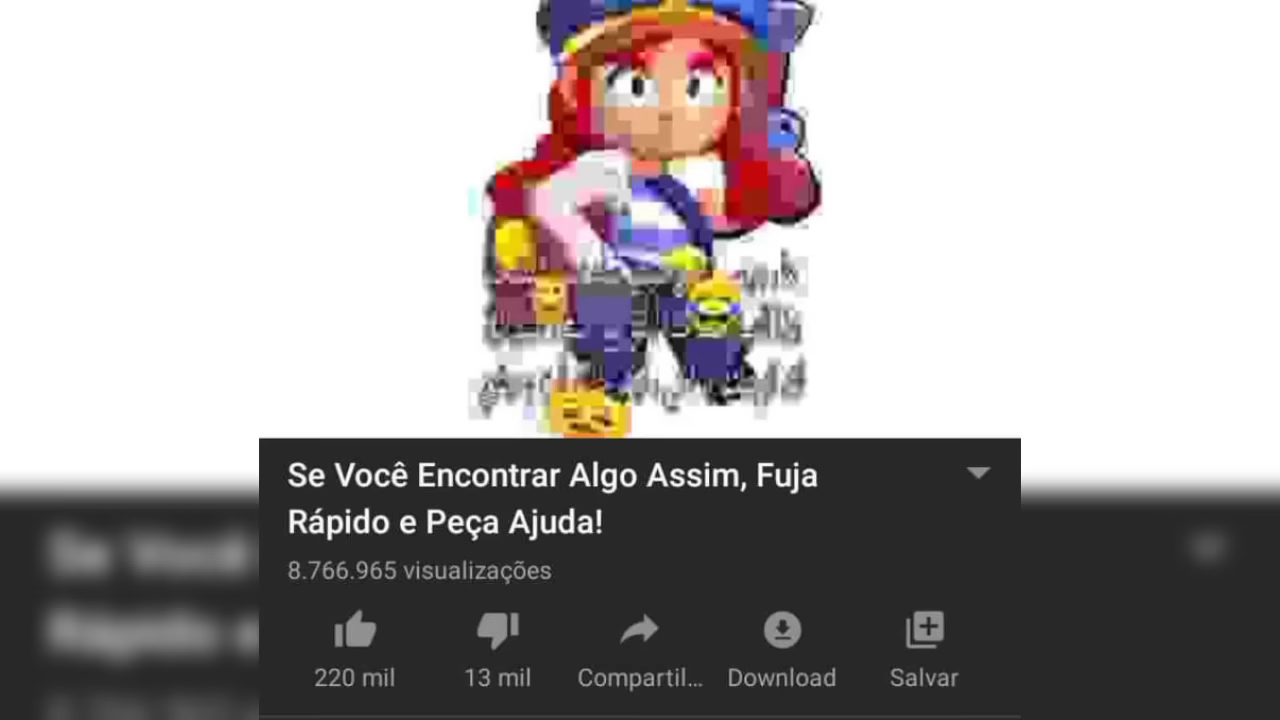 Se Você Encontrar Algo Assim, Fuja
Rápido e Peça Ajuda!
8.766.965 visualizações
220 mil
13 mil
Compartil...
Download
Salvar